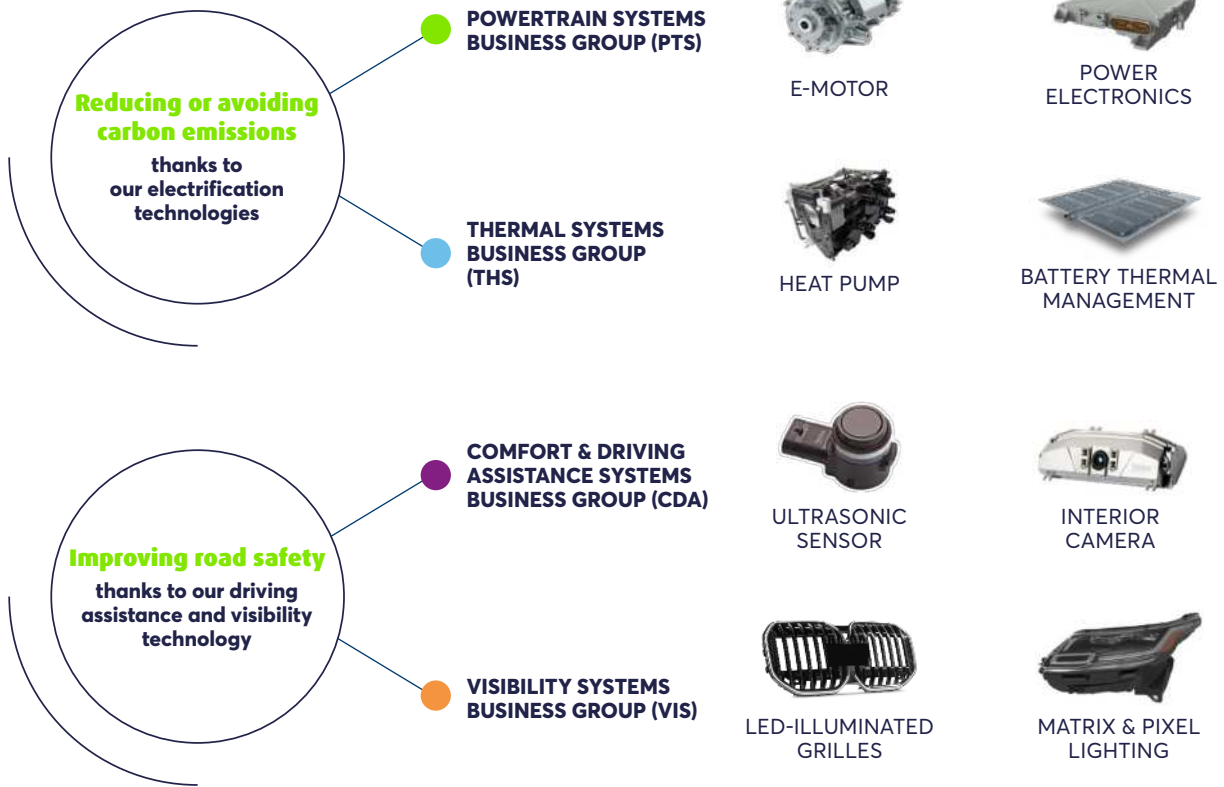 POWERTRAIN SYSTEMS
BUSINESS GROUP (PTS)
E-MOTOR
POWER
ELECTRONICS
Reducing or avoiding
carbon emissions
thanks to
our electrification
technologies
THERMAL SYSTEMS
BUSINESS GROUP
(THS)
HEAT PUMP
BATTERY THERMAL
MANAGEMENT
COMFORT & DRIVING
ASSISTANCE SYSTEMS
BUSINESS GROUP (CDA)
ULTRASONIC
SENSOR
INTERIOR
CAMERA
Improving road safety
thanks to our driving
assistance and visibility
technology
VISIBILITY SYSTEMS
BUSINESS GROUP (VIS)
LED-ILLUMINATED
GRILLES
MATRIX & PIXEL
LIGHTING